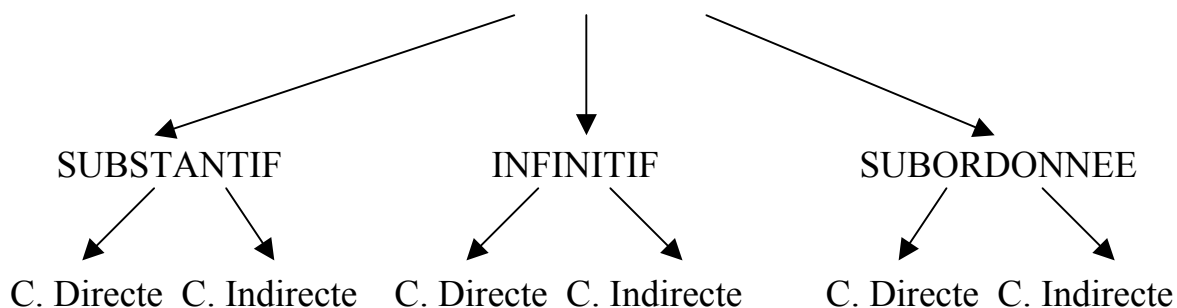 SUBSTANTIF INFINITIF SUBORDONNEE
C. Directe C. Indirecte C. Directe C. Indirecte C. Directe C. Indirecte